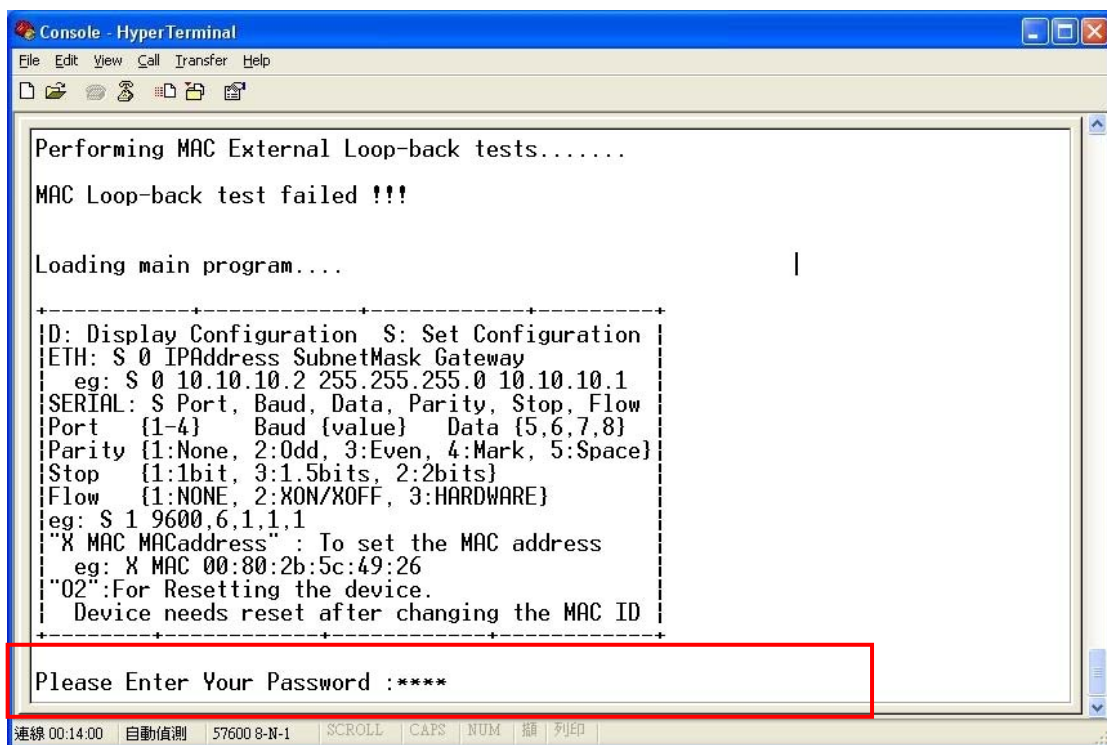 Console - HyperTerminal
File Edit View Call Transfer Help
Performing MAC External Loop-back tests.......
MAC Loop-back test failed !!!
Loading main program....
+-----------+------------+------------+---------+
|D: Display Configuration  S: Set Configuration |
|ETH: S 0 IPAddress SubnetMask Gateway          |
|   eg: S 0 10.10.10.2 255.255.255.0 10.10.10.1  |
|SERIAL: S Port, Baud, Data, Parity, Stop, Flow |
|Port   {1-4}    Baud {value}   Data {5,6,7,8}  |
|Parity {1:None, 2:Odd, 3:Even, 4:Mark, 5:Space}|
|Stop   {1:1bit, 3:1.5bits, 2:2bits}            |
|Flow   {1:NONE, 2:XON/XOFF, 3:HARDWARE}        |
|eg: S 1 9600,6,1,1,1                           |
|"X MAC MACaddress" : To set the MAC address    |
|   eg: X MAC 00:80:2b:5c:49:26                  |
|"02":For Resetting the device.                 |
|  Device needs reset after changing the MAC ID |
+--------+------------+------------+------------+
Please Enter Your Password :****
連線 00:14:00 自動偵測 57600 8-N-1 SCROLL CAPS NUM 擷 列印